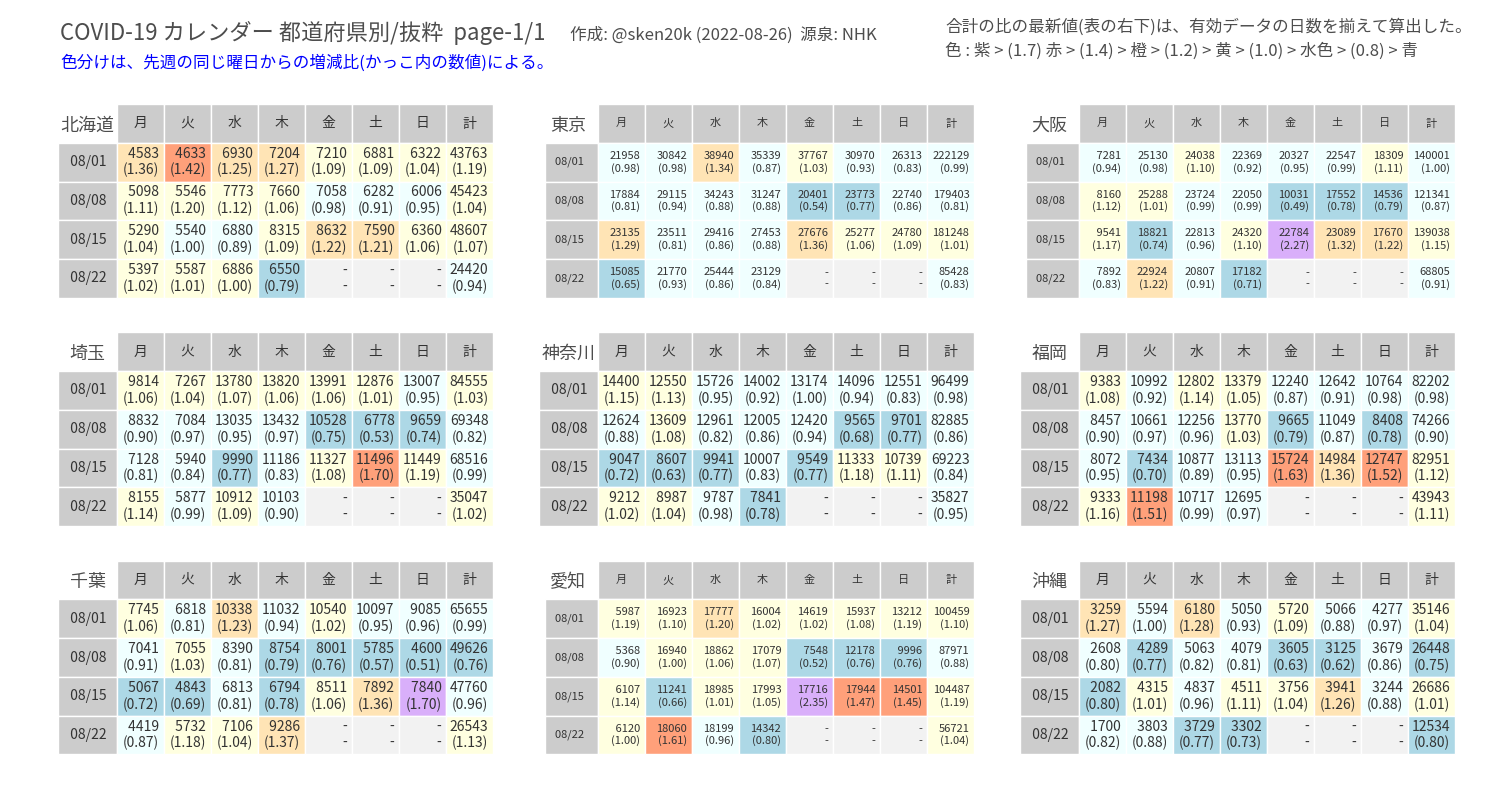 COVID-19 カレンダー 都道府県別/抜粋 page-1/1 作成: @sken20k (2022-08-26) 源泉: NHK
色分けは、先週の同じ曜日からの増減比(かっこ内の数値)による。
合計の比の最新値(表の右下)は、有効データの日数を揃えて算出した。
色 : 紫 > (1.7) 赤 > (1.4) > 橙 > (1.2) > 黄 > (1.0) > 水色 > (0.8) > 青
北海道 月 火 水 木 金 土 日 計
08/01 4583 4633 6930 7204 7210 6881 6322 43763
(1.36) (1.42) (1.25) (1.27) (1.09) (1.09) (1.04) (1.19)
08/08 5098 5546 7773 7660 7058 6282 6006 45423
(1.11) (1.20) (1.12) (1.06) (0.98) (0.91) (0.95) (1.04)
08/15 5290 5540 6880 8315 8632 7590 6360 48607
(1.04) (1.00) (0.89) (1.09) (1.22) (1.21) (1.06) (1.07)
08/22 5397 5587 6886 6550 - - - 24420
(1.02) (1.01) (1.00) (0.79) - - - (0.94)
東京 月 火 水 木 金 土 日 計
08/01 21958 30842 38940 35339 37767 30970 26313 222129
(0.98) (0.98) (1.34) (0.87) (1.03) (0.93) (0.83) (0.99)
08/08 17884 29115 34243 31247 20401 23773 22740 179403
(0.81) (0.94) (0.88) (0.88) (0.54) (0.77) (0.86) (0.81)
08/15 23135 23511 29416 27453 27676 25277 24780 181248
(1.29) (0.81) (0.86) (0.88) (1.36) (1.06) (1.09) (1.01)
08/22 15085 21770 25444 23129 - - - 85428
(0.65) (0.93) (0.86) (0.84) - - - (0.83)
大阪 月 火 水 木 金 土 日 計
08/01 7281 25130 24038 22369 20327 22547 18309 140001
(0.94) (0.98) (1.10) (0.92) (0.95) (0.99) (1.11) (1.00)
08/08 8160 25288 23724 22050 10031 17552 14536 121341
(1.12) (1.01) (0.99) (0.99) (0.49) (0.78) (0.79) (0.87)
08/15 9541 18821 22813 24320 22784 23089 17670 139038
(1.17) (0.74) (0.96) (1.10) (2.27) (1.32) (1.22) (1.15)
08/22 7892 22924 20807 17182 - - - 68805
(0.83) (1.22) (0.91) (0.71) - - - (0.91)
埼玉 月 火 水 木 金 土 日 計
08/01 9814 7267 13780 13820 13991 12876 13007 84555
(1.06) (1.04) (1.07) (1.06) (1.06) (1.01) (0.95) (1.03)
08/08 8832 7084 13035 13432 10528 6778 9659 69348
(0.90) (0.97) (0.95) (0.97) (0.75) (0.53) (0.74) (0.82)
08/15 7128 5940 9990 11186 11327 11496 11449 68516
(0.81) (0.84) (0.77) (0.83) (1.08) (1.70) (1.19) (0.99)
08/22 8155 5877 10912 10103 - - - 35047
(1.14) (0.99) (1.09) (0.90) - - - (1.02)
神奈川 月 火 水 木 金 土 日 計
08/01 14400 12550 15726 14002 13174 14096 12551 96499
(1.15) (1.13) (0.95) (0.92) (1.00) (0.94) (0.83) (0.98)
08/08 12624 13609 12961 12005 12420 9565 9701 82885
(0.88) (1.08) (0.82) (0.86) (0.94) (0.68) (0.77) (0.86)
08/15 9047 8607 9941 10007 9549 11333 10739 69223
(0.72) (0.63) (0.77) (0.83) (0.77) (1.18) (1.11) (0.84)
08/22 9212 8987 9787 7841 - - - 35827
(1.02) (1.04) (0.98) (0.78) - - - (0.95)
福岡 月 火 水 木 金 土 日 計
08/01 9383 10992 12802 13379 12240 12642 10764 82202
(1.08) (0.92) (1.14) (1.05) (0.87) (0.91) (0.98) (0.98)
08/08 8457 10661 12256 13770 9665 11049 8408 74266
(0.90) (0.97) (0.96) (1.03) (0.79) (0.87) (0.78) (0.90)
08/15 8072 7434 10877 13113 15724 14984 12747 82951
(0.95) (0.70) (0.89) (0.95) (1.63) (1.36) (1.52) (1.12)
08/22 9333 11198 10717 12695 - - - 43943
(1.16) (1.51) (0.99) (0.97) - - - (1.11)
千葉 月 火 水 木 金 土 日 計
08/01 7745 6818 10338 11032 10540 10097 9085 65655
(1.06) (0.81) (1.23) (0.94) (1.02) (0.95) (0.96) (0.99)
08/08 7041 7055 8390 8754 8001 5785 4600 49626
(0.91) (1.03) (0.81) (0.79) (0.76) (0.57) (0.51) (0.76)
08/15 5067 4843 6813 6794 8511 7892 7840 47760
(0.72) (0.69) (0.81) (0.78) (1.06) (1.36) (1.70) (0.96)
08/22 4419 5732 7106 9286 - - - 26543
(0.87) (1.18) (1.04) (1.37) - - - (1.13)
愛知 月 火 水 木 金 土 日 計
08/01 5987 16923 17777 16004 14619 15937 13212 100459
(1.19) (1.10) (1.20) (1.02) (1.02) (1.08) (1.19) (1.10)
08/08 5368 16940 18862 17079 7548 12178 9996 87971
(0.90) (1.00) (1.06) (1.07) (0.52) (0.76) (0.76) (0.88)
08/15 6107 11241 18985 17993 17716 17944 14501 104487
(1.14) (0.66) (1.01) (1.05) (2.35) (1.47) (1.45) (1.19)
08/22 6120 18060 18199 14342 - - - 56721
(1.00) (1.61) (0.96) (0.80) - - - (1.04)
沖縄 月 火 水 木 金 土 日 計
08/01 3259 5594 6180 5050 5720 5066 4277 35146
(1.27) (1.00) (1.28) (0.93) (1.09) (0.88) (0.97) (1.04)
08/08 2608 4289 5063 4079 3605 3125 3679 26448
(0.80) (0.77) (0.82) (0.81) (0.63) (0.62) (0.86) (0.75)
08/15 2082 4315 4837 4511 3756 3941 3244 26686
(0.80) (1.01) (0.96) (1.11) (1.04) (1.26) (0.88) (1.01)
08/22 1700 3803 3729 3302 - - - 12534
(0.82) (0.88) (0.77) (0.73) - - - (0.80)